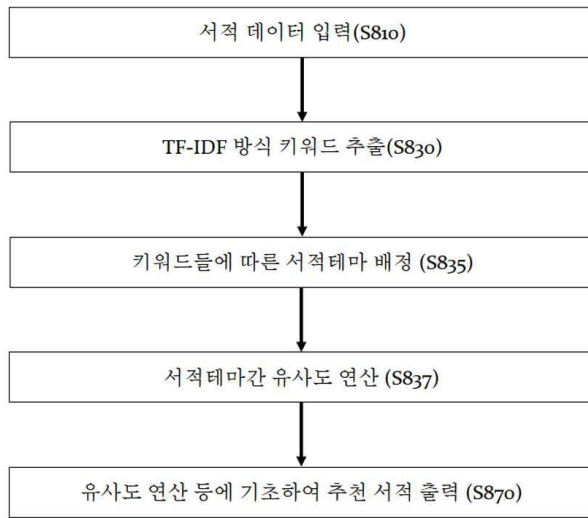 서적 데이터 입력(S810)
TF-IDF 방식 키워드 추출(S830)
키워드들에 따른 서적테마 배정 (S835)
서적테마간 유사도 연산 (S837)
유사도 연산 등에 기초하여 추천 서적 출력 (S870)